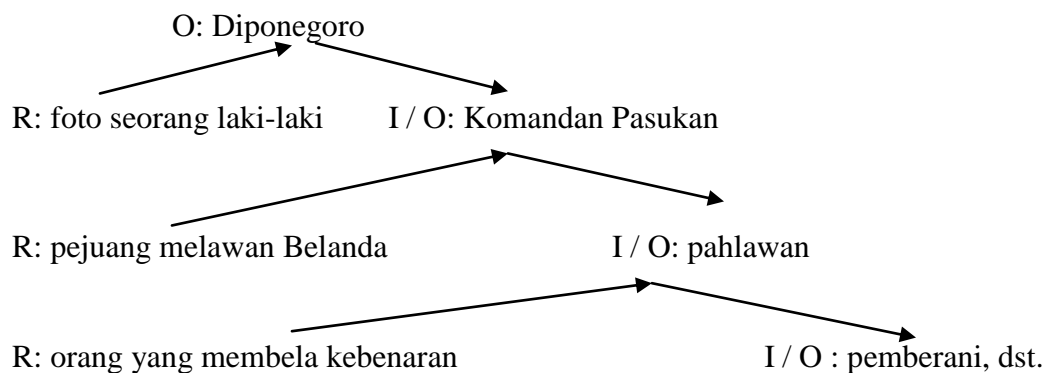 O: Diponegoro
R: foto seorang laki-laki I / O: Komandan Pasukan
R: pejuang melawan Belanda I / O: pahlawan
R: orang yang membela kebenaran I / O : pemberani, dst.